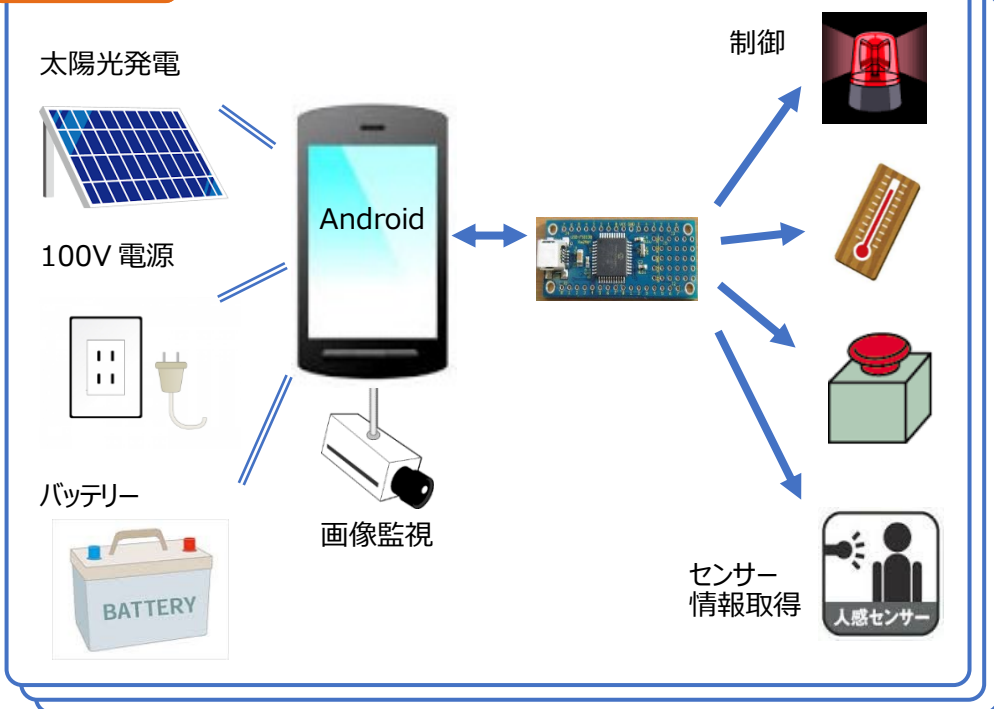 太陽光発電
制御
Android
100V 電源
バッテリー
BATTERY
画像監視
センサー
情報取得
人感センサー